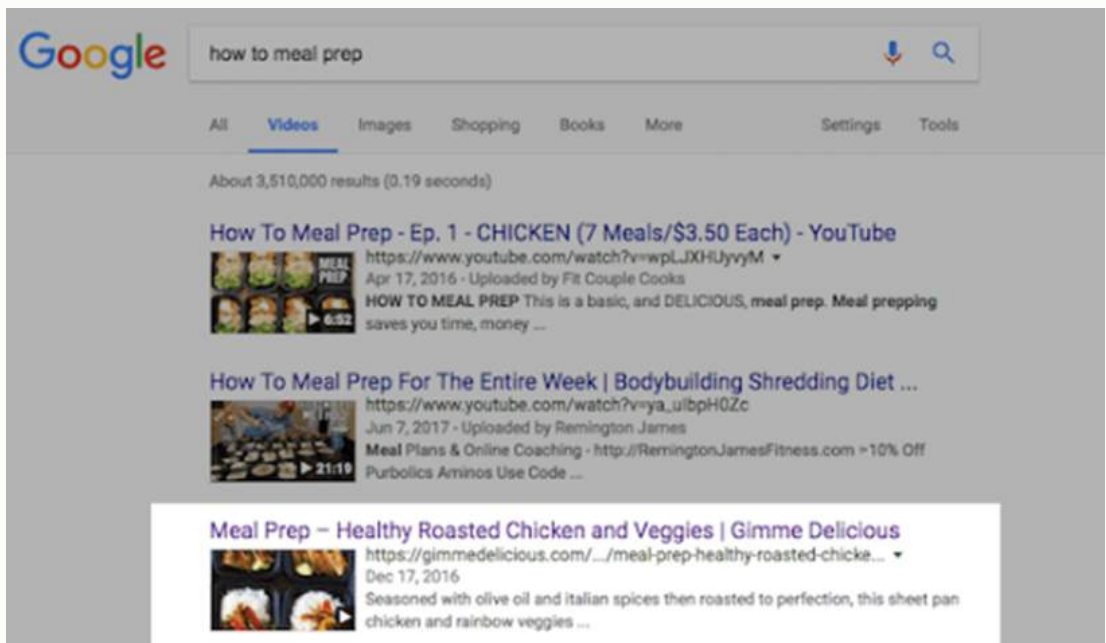 Google
how to meal prep
All Videos Images Shopping Books More Settings Tools
About 3,510,000 results (0.19 seconds)
How To Meal Prep - Ep. 1 - CHICKEN (7 Meals/$3.50 Each) - YouTube
https://www.youtube.com/watch?v=wpLJXHUyvyM
MEAL
PREP
Apr 17, 2016 - Uploaded by Fit Couple Cooks
HOW TO MEAL PREP This is a basic, and DELICIOUS, meal prep. Meal prepping
6:52
saves you time, money ...
How To Meal Prep For The Entire Week | Bodybuilding Shredding Diet ...
https://www.youtube.com/watch?v=ya_ulbpH0Zc
Jun 7, 2017 - Uploaded by Remington James
Meal Plans & Online Coaching - http://RemingtonJamesFitness.com >10% Off
21:19
Purbolics Aminos Use Code ...
Meal Prep – Healthy Roasted Chicken and Veggies | Gimme Delicious
https://gimmedelicious.com/.../meal-prep-healthy-roasted-chicke...
Dec 17, 2016
Seasoned with olive oil and italian spices then roasted to perfection, this sheet pan
chicken and rainbow veggies ...